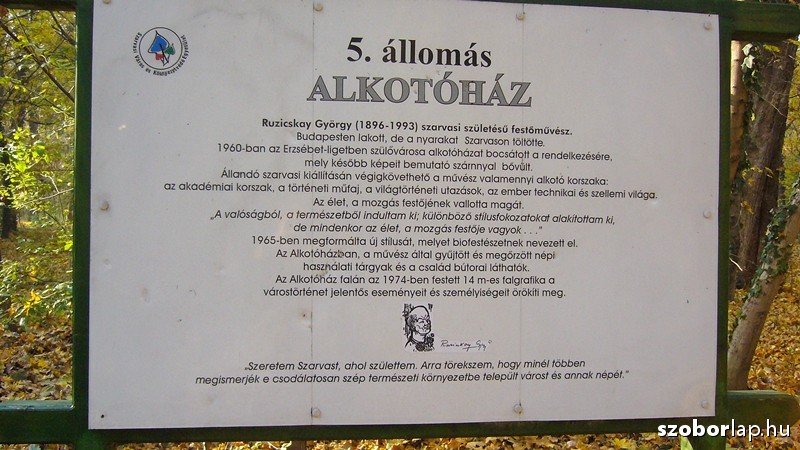 5. állomás
ALKOTÓHÁZ
Ruzicskay György (1896-1993) szarvasi születésű festőművész.
Budapesten lakott, de a nyarakat Szarvason töltötte.
1960-ban az Erzsébet-ligetben szülővárosa alkotóházat bocsátott a rendelkezésére,
mely később képeit bemutató szárnnyal bővült.
Állandó szarvasi kiállításán végigkövethető a művész valamennyi alkotó korszaka:
az akadémiai korszak, a történeti műfaj, a világtörténeti utazások, az ember technikai és szellemi világa.
Az élet, a mozgás festőjének vallotta magát.
„A valóságból, a természetből indultam ki; különböző stílusfokozatokat alakítottam ki,
de mindenkor az élet, a mozgás festője vagyok . . ."
1965-ben megformálta új stílusát, melyet biofestészetnek nevezett el.
Az Alkotóházban, a művész által gyűjtött és megőrzött népi
használati tárgyak és a család bútorai láthatók.
Az Alkotóház falán az 1974-ben festett 14 m-es falgrafika a
várostörténet jelentős eseményeit és személyiségeit örökíti meg.
Ruzicskay Gy
„Szeretem Szarvast, ahol születtem. Arra törekszem, hogy minél többen
megismerjék e csodálatosan szép természeti környezetbe települt várost és annak népét."
szoborlap.hu